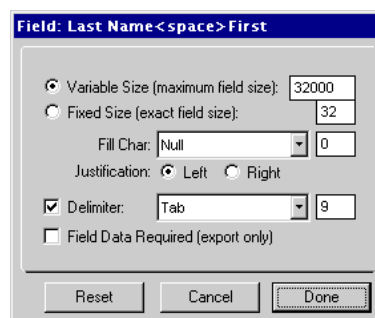 Field: Last Name<space>First
Variable Size (maximum field size): 32000
Fixed Size (exact field size): 32
Fill Char: Null 0
Justification: Left Right
Delimiter: Tab 9
Field Data Required (export only)
Reset Cancel Done